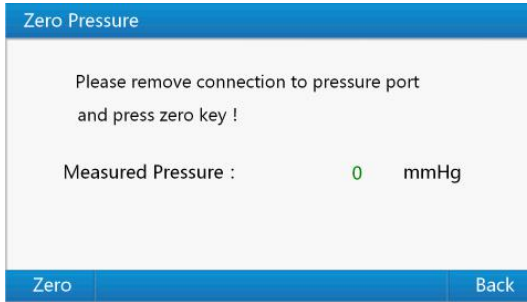 Zero Pressure
Please remove connection to pressure port
and press zero key !
Measured Pressure : 0 mmHg
Zero Back